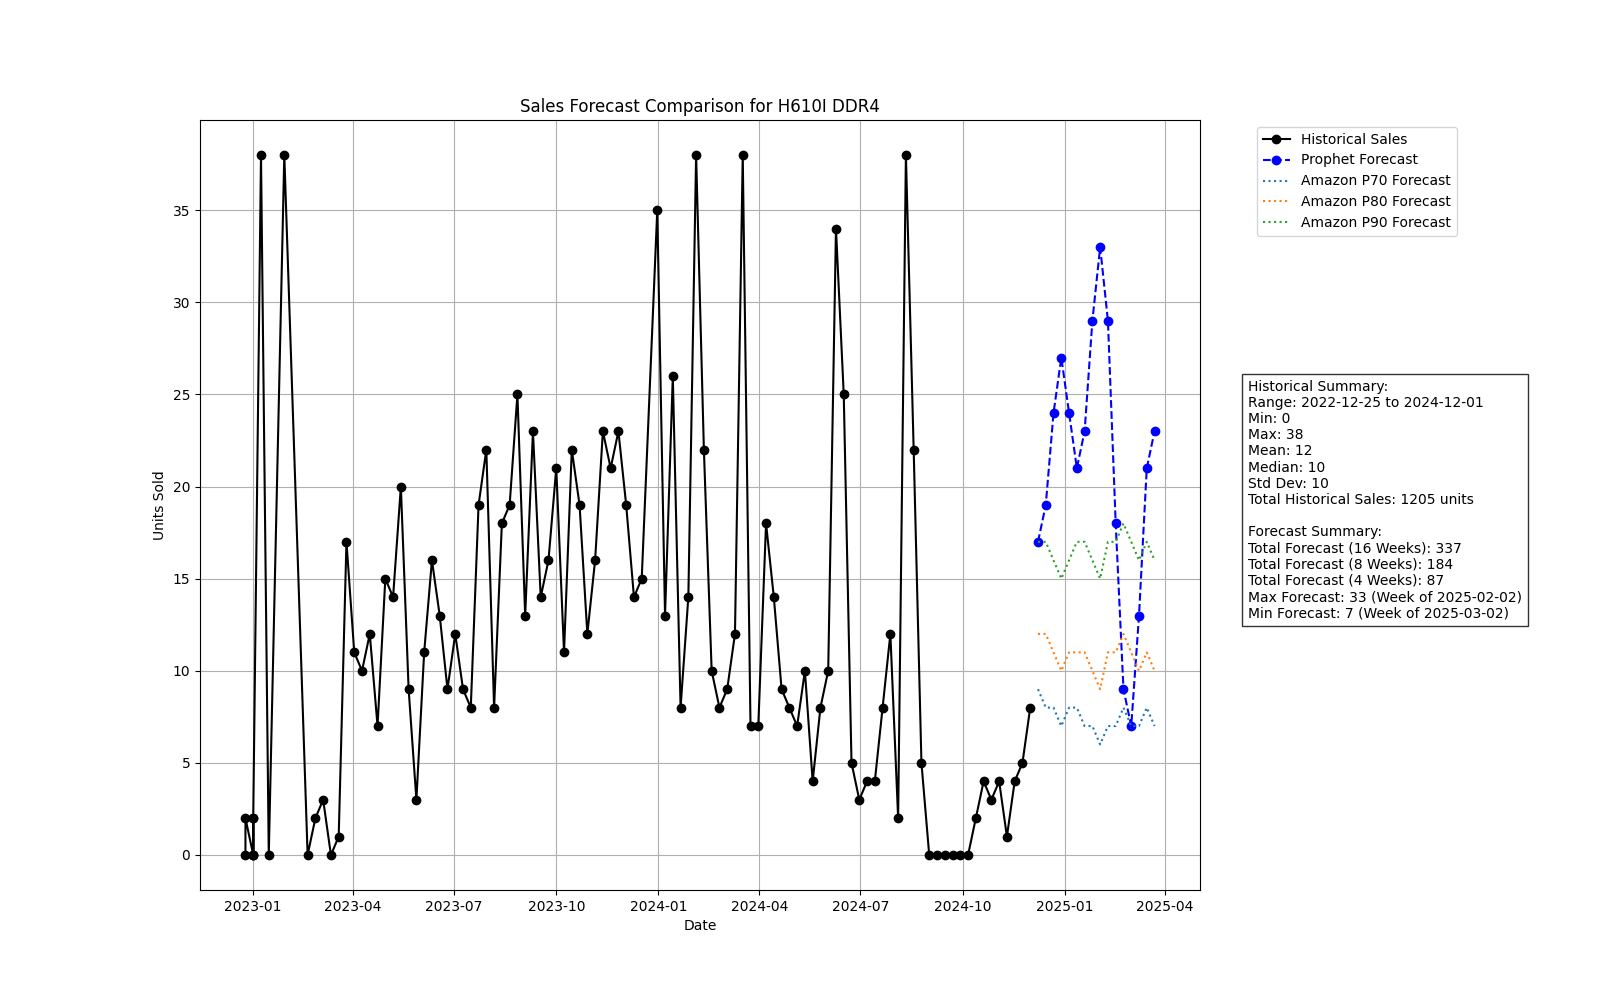 Sales Forecast Comparison for H610I DDR4
Historical Sales
Prophet Forecast
Amazon P70 Forecast
Amazon P80 Forecast
Amazon P90 Forecast
Units Sold
35
30
25
20
15
10
5
0
2023-01
2023-04
2023-07
2023-10
2024-01
2024-04
2024-07
2024-10
2025-01
2025-04
Date
Historical Summary:
Range: 2022-12-25 to 2024-12-01
Min: 0
Max: 38
Mean: 12
Median: 10
Std Dev: 10
Total Historical Sales: 1205 units
Forecast Summary:
Total Forecast (16 Weeks): 337
Total Forecast (8 Weeks): 184
Total Forecast (4 Weeks): 87
Max Forecast: 33 (Week of 2025-02-02)
Min Forecast: 7 (Week of 2025-03-02)